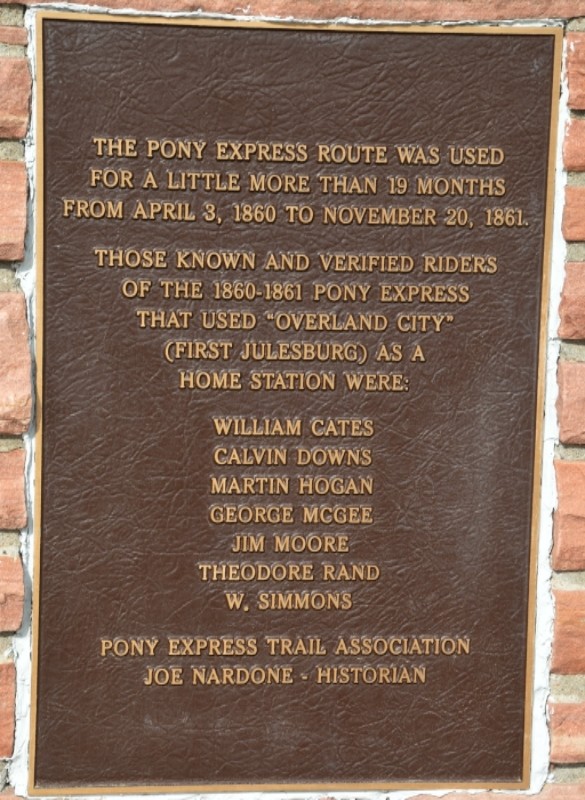 THE PONY EXPRESS ROUTE WAS USED
FOR A LITTLE MORE THAN 19 MONTHS
FROM APRIL 3, 1860 TO NOVEMBER 20, 1861.
THOSE KNOWN AND VERIFIED RIDERS
OF THE 1860-1861 PONY EXPRESS
THAT USED "OVERLAND CITY"
(FIRST JULESBURG) AS A
HOME STATION WERE:
WILLIAM CATES
CALVIN DOWNS
MARTIN HOGAN
GEORGE MCGEE
JIM MOORE
THEODORE RAND
W. SIMMONS
PONY EXPRESS TRAIL ASSOCIATION
JOE NARDONE - HISTORIAN